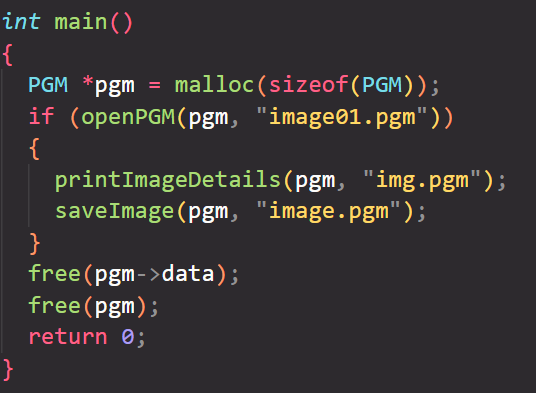 int main()
{
PGM *pgm = malloc(sizeof(PGM));
if (openPGM(pgm, "image01.pgm"))
{
printImageDetails(pgm, "img.pgm");
saveImage(pgm, "image.pgm");
}
free(pgm->data);
free(pgm);
return 0;
}